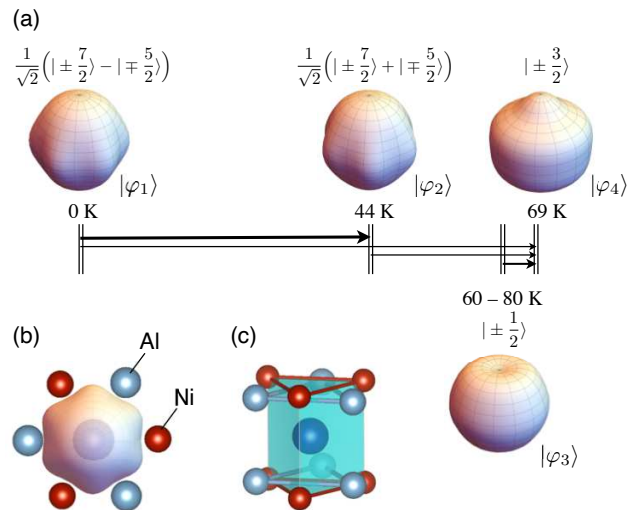 (a)
1/√2(|±7/2⟩−|∓5/2⟩)
1/√2(|±7/2⟩+|∓5/2⟩)
|±3/2⟩
|φ₁⟩
|φ₂⟩
|φ₄⟩
0 K
44 K
69 K
60 – 80 K
|±1/2⟩
|φ₃⟩
(b)
Al
Ni
(c)